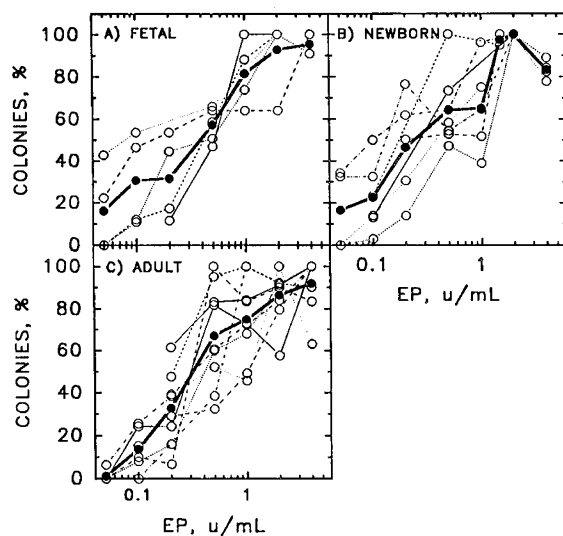 A) FETAL
B) NEWBORN
100
80
60
40
20
0
COLONIES, %
0.1
1
EP, u/mL
C) ADULT
100
80
60
40
20
0
COLONIES, %
0.1
1
EP, u/mL